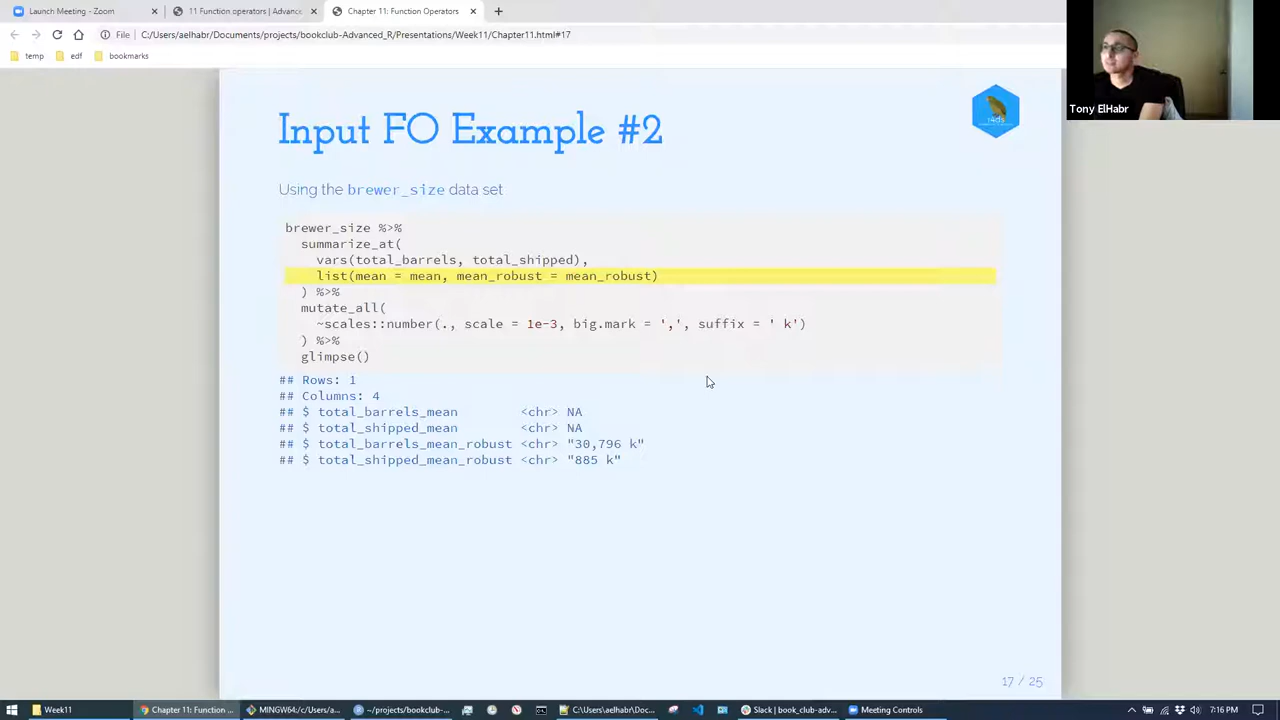 Launch Meeting - Zoom
11 Function operators | Advanc
Chapter 11: Function Operators
File
C:/Users/aelhabr/Documents/projects/bookclub-Advanced_R/Presentations/Week11/Chapter11.html#17
temp
edf
bookmarks
Tony ElHabr
Input FO Example #2
r4ds
Using the brewer_size data set
brewer_size %>%
summarize_at(
vars(total_barrels, total_shipped),
list(mean = mean, mean_robust = mean_robust)
) %>%
mutate_all(
~scales::number(., scale = 1e-3, big.mark = ',', suffix = ' k')
) %>%
glimpse()
## Rows: 1
## Columns: 4
## $ total_barrels_mean <chr> NA
## $ total_shipped_mean <chr> NA
## $ total_barrels_mean_robust <chr> "30,796 k"
## $ total_shipped_mean_robust <chr> "885 k"
17 / 25
Week11
Chapter 11: Function ...
MINGW64:/c/Users/a...
~/projects/bookclub-...
C:\Users\aelhabr\Doc...
Slack | book_club-adv...
Meeting Controls
7:16 PM